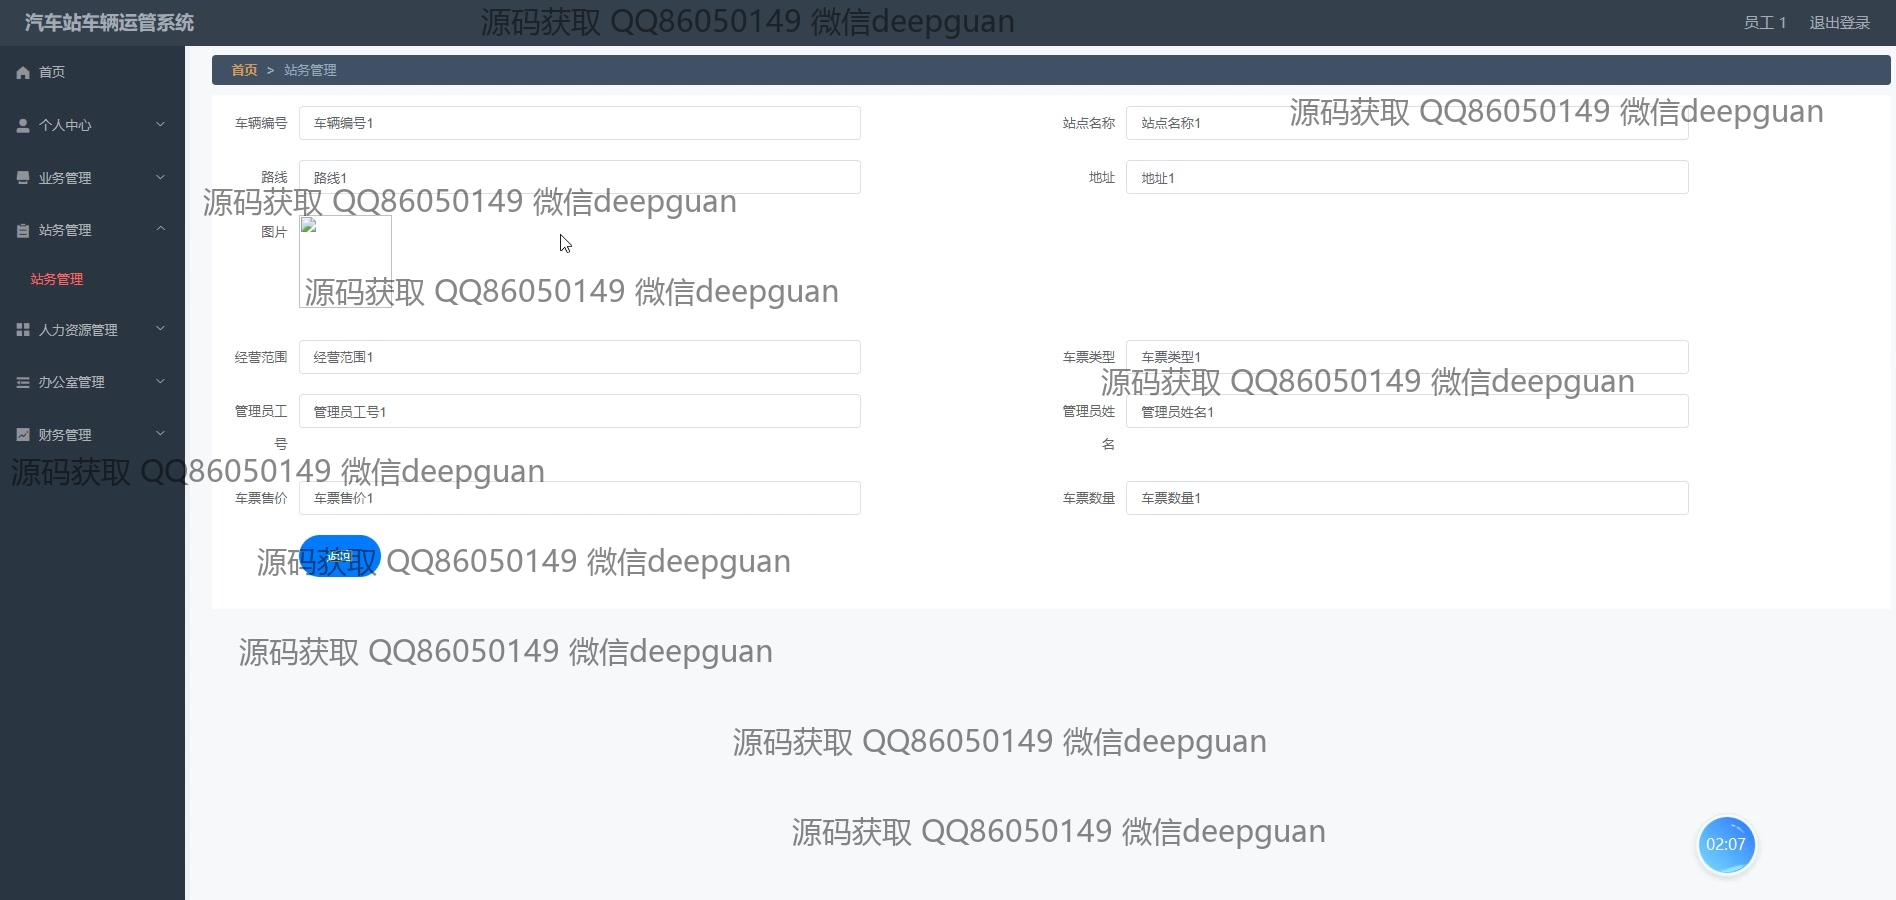 汽车站车辆运管系统
源码获取 QQ86050149 微信deepguan
员工 1 退出登录
首页
个人中心
业务管理
站务管理
站务管理
人力资源管理
办公室管理
财务管理
首页 > 站务管理
源码获取 QQ86050149 微信deepguan
车辆编号 车辆编号1
站点名称 站点名称1
路线 路线1
地址 地址1
源码获取 QQ86050149 微信deepguan
图片
源码获取 QQ86050149 微信deepguan
经营范围 经营范围1
车票类型 车票类型1
源码获取 QQ86050149 微信deepguan
管理员工号 管理员工号1
管理员姓名 管理员姓名1
源码获取 QQ86050149 微信deepguan
车票售价 车票售价1
车票数量 车票数量1
返回
源码获取 QQ86050149 微信deepguan
源码获取 QQ86050149 微信deepguan
源码获取 QQ86050149 微信deepguan
源码获取 QQ86050149 微信deepguan
02:07